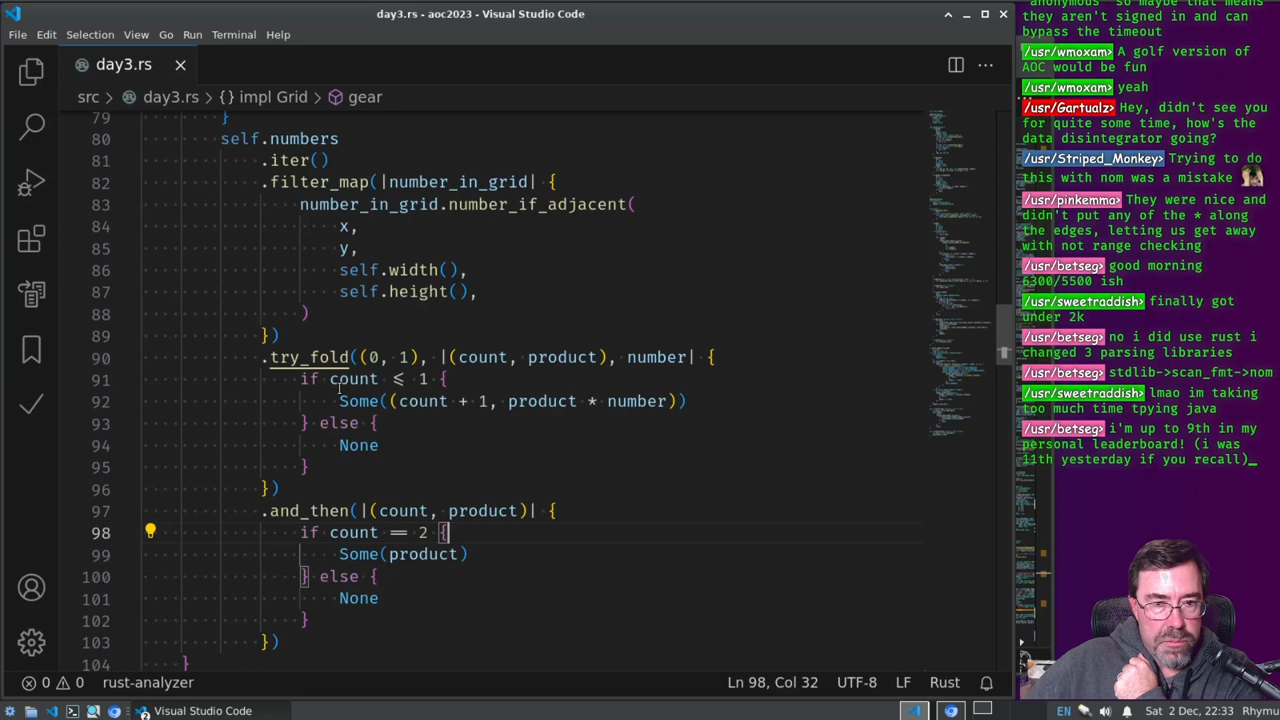 day3.rs - aoc2023 - Visual Studio Code
File Edit Selection View Go Run Terminal Help
day3.rs
src > day3.rs > {} impl Grid > gear
79 }
80 self.numbers
81 .iter()
82 .filter_map(|number_in_grid| {
83 number_in_grid.number_if_adjacent(
84 x,
85 y,
86 self.width(),
87 self.height(),
88 )
89 })
90 .try_fold((0, 1), |(count, product), number| {
91 if count <= 1 {
92 Some((count + 1, product * number))
93 } else {
94 None
95 }
96 })
97 .and_then(|(count, product)| {
98 if count == 2 {
99 Some(product)
100 } else {
101 None
102 }
103 })
104 }
0 0 rust-analyzer Ln 98, Col 32 UTF-8 LF Rust
Visual Studio Code
EN Sat 2 Dec, 22:33 Rhymu
"anonymous" so maybe that means
they aren't signed in and can
bypass the timeout
/usr/wmoxam> A golf version of
AOC would be fun
/usr/wmoxam> yeah
/usr/Gartualz> Hey, didn't see you
for quite some time, how's the
data disintegrator going?
/usr/Striped_Monkey> Trying to do
this with nom was a mistake
/usr/pinkemma> They were nice and
didn't put any of the * along
the edges, letting us get away
with not range checking
/usr/betseg> good morning
6300/5500 ish
/usr/sweetraddish> finally got
under 2k
/usr/betseg> no i did use rust i
changed 3 parsing libraries
/usr/betseg> stdlib->scan_fmt->nom
/usr/sweetraddish> lmao im taking
too much time tpying java
/usr/betseg> i'm up to 9th in my
personal leaderboard! (i was
11th yesterday if you recall)_